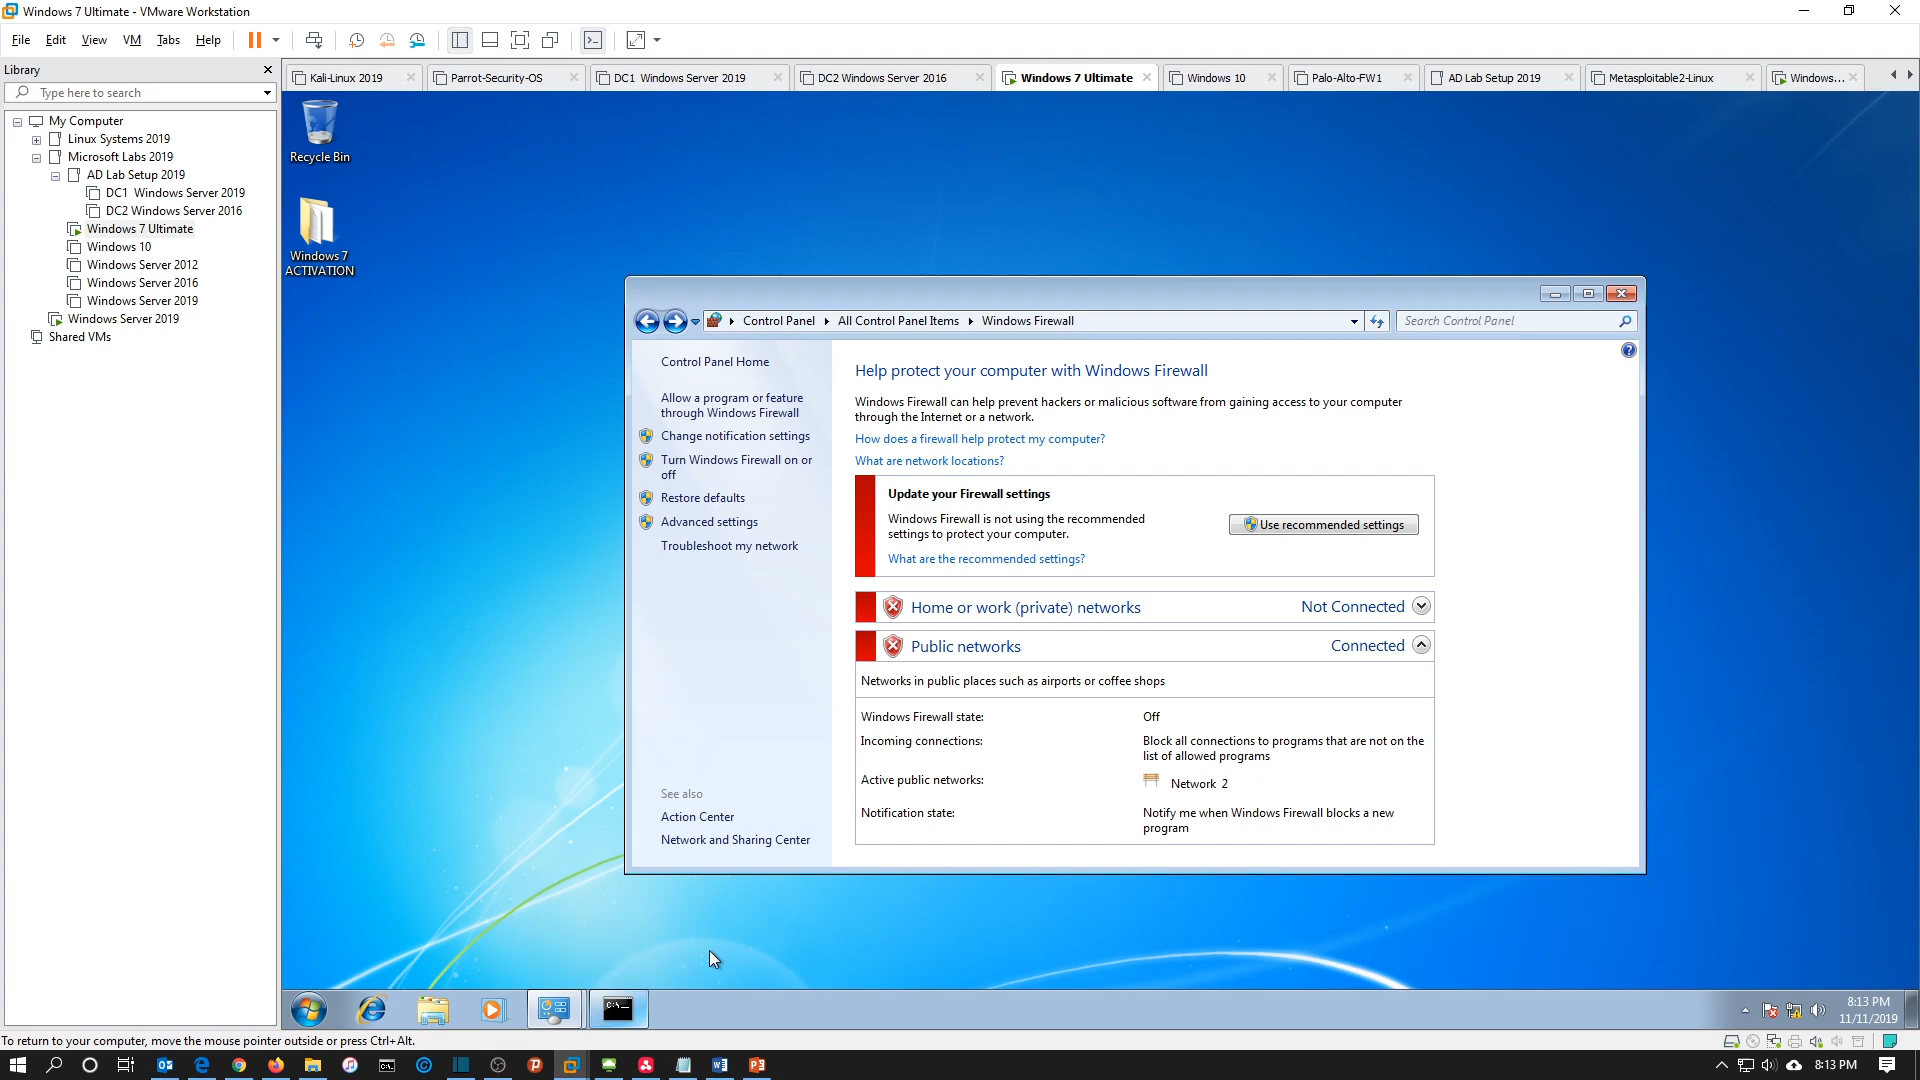 Windows 7 Ultimate - VMware Workstation
File Edit View VM Tabs Help
Library
Type here to search
My Computer
Linux Systems 2019
Microsoft Labs 2019
AD Lab Setup 2019
DC1 Windows Server 2019
DC2 Windows Server 2016
Windows 7 Ultimate
Windows 10
Windows Server 2012
Windows Server 2016
Windows Server 2019
Windows Server 2019
Shared VMs
Kali-Linux 2019
Parrot-Security-OS
DC1 Windows Server 2019
DC2 Windows Server 2016
Windows 7 Ultimate
Windows 10
Palo-Alto-FW1
AD Lab Setup 2019
Metasploitable2-Linux
Windows...
Recycle Bin
Windows 7
ACTIVATION
Control Panel
All Control Panel Items
Windows Firewall
Search Control Panel
Control Panel Home
Allow a program or feature
through Windows Firewall
Change notification settings
Turn Windows Firewall on or
off
Restore defaults
Advanced settings
Troubleshoot my network
See also
Action Center
Network and Sharing Center
Help protect your computer with Windows Firewall
Windows Firewall can help prevent hackers or malicious software from gaining access to your computer
through the Internet or a network.
How does a firewall help protect my computer?
What are network locations?
Update your Firewall settings
Windows Firewall is not using the recommended
settings to protect your computer.
Use recommended settings
What are the recommended settings?
Home or work (private) networks Not Connected
Public networks Connected
Networks in public places such as airports or coffee shops
Windows Firewall state: Off
Incoming connections: Block all connections to programs that are not on the
list of allowed programs
Active public networks: Network 2
Notification state: Notify me when Windows Firewall blocks a new
program
C:\
8:13 PM
11/11/2019
To return to your computer, move the mouse pointer outside or press Ctrl+Alt.
8:13 PM